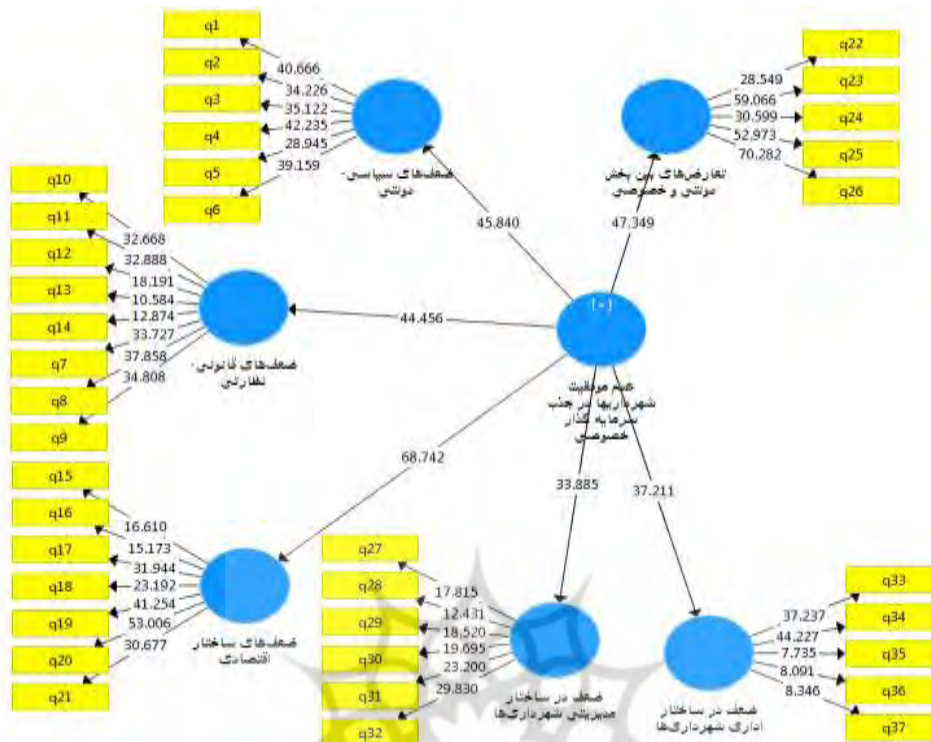 q1
q2
q3
q4
q5
q6
40.666
34.226
35.122
42.235
28.945
39.159
ضعف‌های سیاسی-
دولتی
q22
q23
q24
q25
q26
28.549
59.066
30.599
52.973
70.282
تعارض‌های بین بخش
دولتی و خصوصی
45.840
47.349
q10
q11
q12
q13
q14
q7
q8
q9
32.668
32.888
18.191
10.584
12.874
33.727
37.858
34.808
ضعف‌های قانونی-
نظارتی
44.456
[+]
عدم موفقیت
شهرداریها در جذب
سرمایه گذار
خصوصی
68.742
33.885
37.211
q15
q16
q17
q18
q19
q20
q21
16.610
15.173
31.944
23.192
41.254
53.006
30.677
ضعف‌های ساختار
اقتصادی
q27
q28
q29
q30
q31
q32
17.815
12.431
18.520
19.695
23.200
29.830
ضعف در ساختار
مدیریتی شهرداری‌ها
q33
q34
q35
q36
q37
37.237
44.227
7.735
8.091
8.346
ضعف در ساختار
اداری شهرداری‌ها